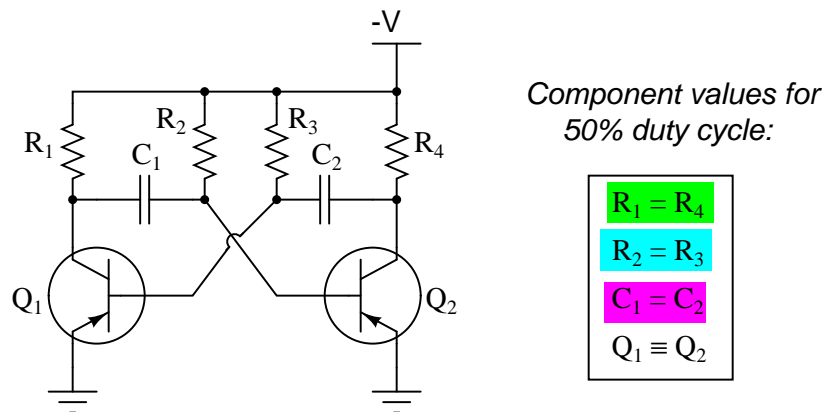 -V
R₁
C₁
R₂
R₃
C₂
R₄
Q₁
Q₂
Component values for
50% duty cycle:
R₁ = R₄
R₂ = R₃
C₁ = C₂
Q₁ ≡ Q₂